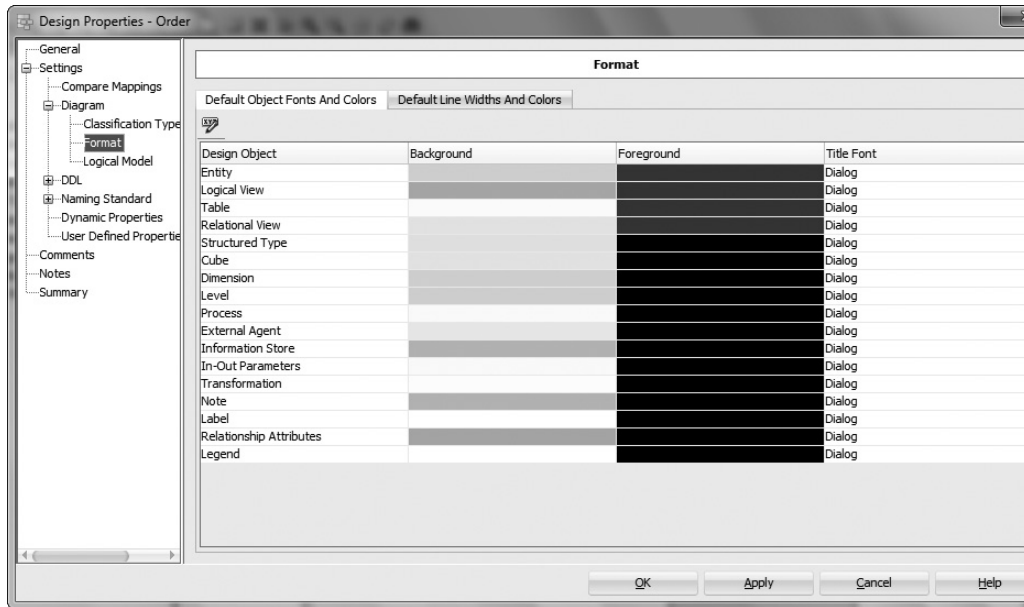 Design Properties - Order
General
Settings
Compare Mappings
Diagram
Classification Type
Format
Logical Model
DDL
Naming Standard
Dynamic Properties
User Defined Propertie
Comments
Notes
Summary
Format
Default Object Fonts And Colors Default Line Widths And Colors
Design Object Background Foreground Title Font
Entity Dialog
Logical View Dialog
Table Dialog
Relational View Dialog
Structured Type Dialog
Cube Dialog
Dimension Dialog
Level Dialog
Process Dialog
External Agent Dialog
Information Store Dialog
In-Out Parameters Dialog
Transformation Dialog
Note Dialog
Label Dialog
Relationship Attributes Dialog
Legend Dialog
OK Apply Cancel Help